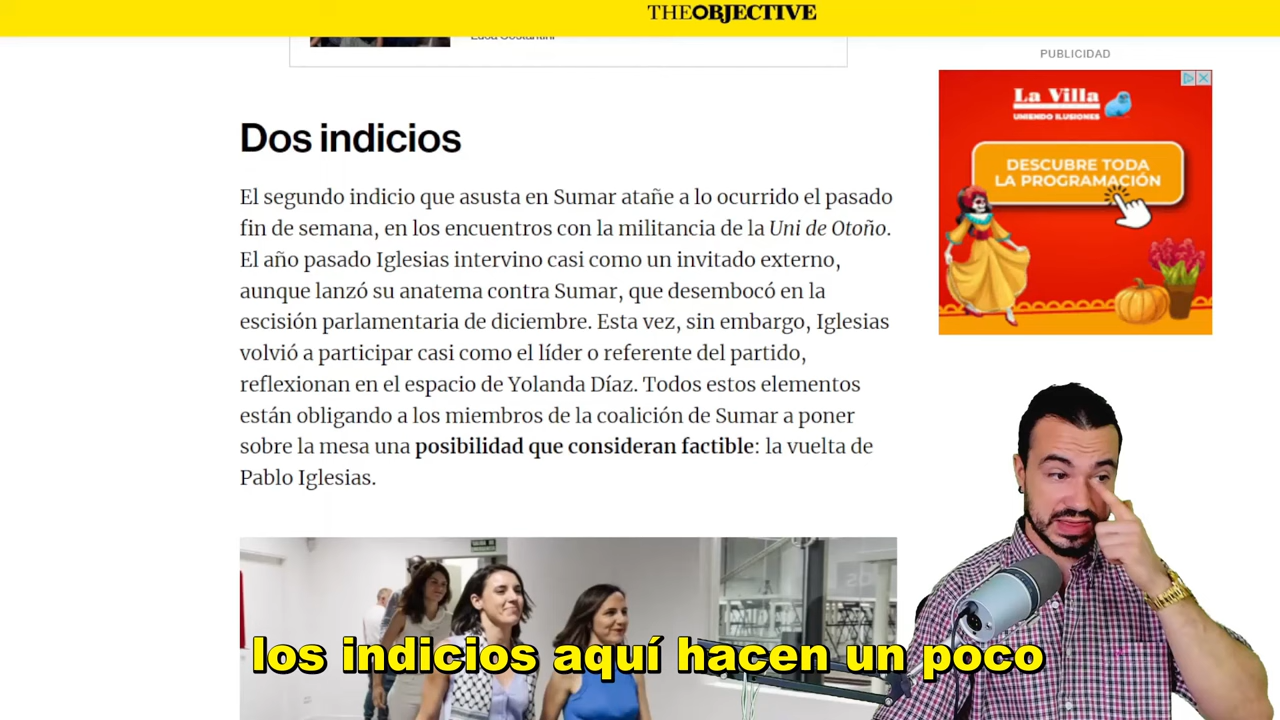 THEOBJECTIVE
PUBLICIDAD
La Villa
UNIENDO ILUSIONES
DESCUBRE TODA
LA PROGRAMACIÓN
Dos indicios
El segundo indicio que asusta en Sumar atañe a lo ocurrido el pasado
fin de semana, en los encuentros con la militancia de la Uni de Otoño.
El año pasado Iglesias intervino casi como un invitado externo,
aunque lanzó su anatema contra Sumar, que desembocó en la
escisión parlamentaria de diciembre. Esta vez, sin embargo, Iglesias
volvió a participar casi como el líder o referente del partido,
reflexionan en el espacio de Yolanda Díaz. Todos estos elementos
están obligando a los miembros de la coalición de Sumar a poner
sobre la mesa una posibilidad que consideran factible: la vuelta de
Pablo Iglesias.
los indicios aquí hacen un poco